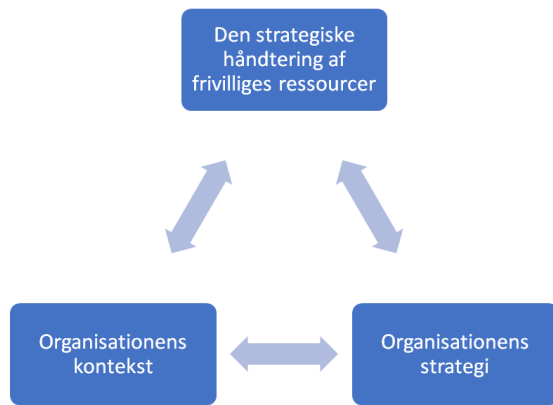 Den strategiske
håndtering af
frivilliges ressourcer
Organisationens
kontekst
Organisationens
strategi